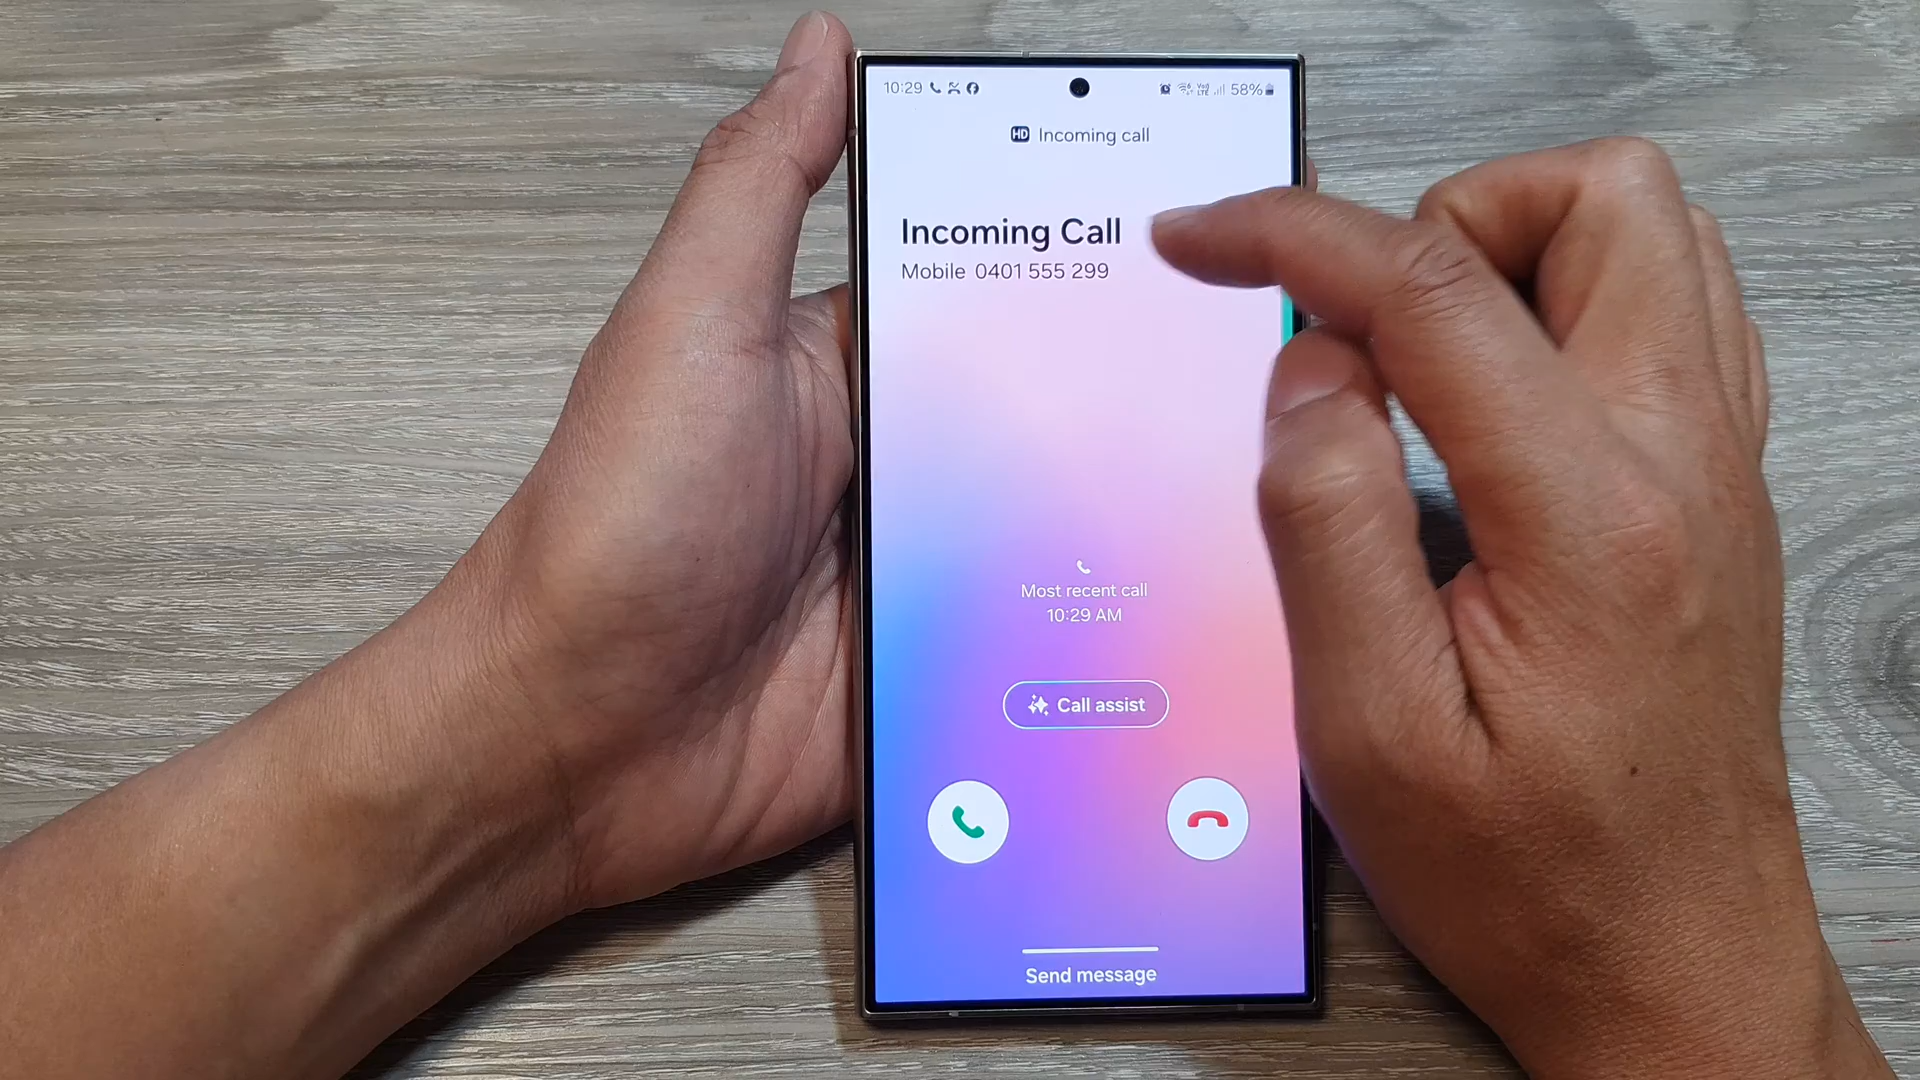 10:29 58%
HD Incoming call
Incoming Call
Mobile 0401 555 299
Most recent call
10:29 AM
Call assist
Send message